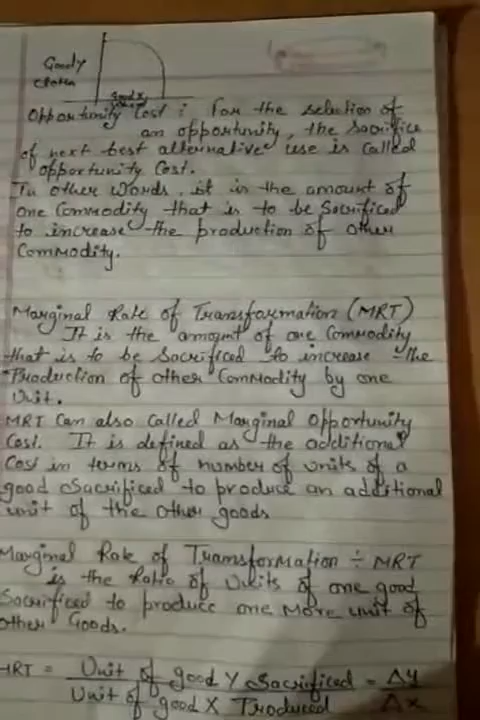 Goody
Good x
Opportunity Cost : For the selection of
an opportunity, the Sacrifice
of next best alternative use is called
opportunity Cost.
In other Words, it is the amount of
one Commodity that is to be Sacrificed
to increase the production of other
Commodity.
Marginal Rate of Transformation (MRT)
It is the amount of one Commodity
that is to be Sacrificed to increase the
Production of other Commodity by one
Unit.
MRT Can also called Marginal Opportunity
Cost. It is defined as the additional
Cost in terms of number of units of a
good Sacrificed to produce an additional
unit of the other goods
Marginal Rate of Transformation ÷ MRT
is the Ratio of Units of one good
Sacrificed to produce one More unit of
other Goods.
MRT = Unit of good Y Sacrificed = Δy
Unit of good X Produced Δx